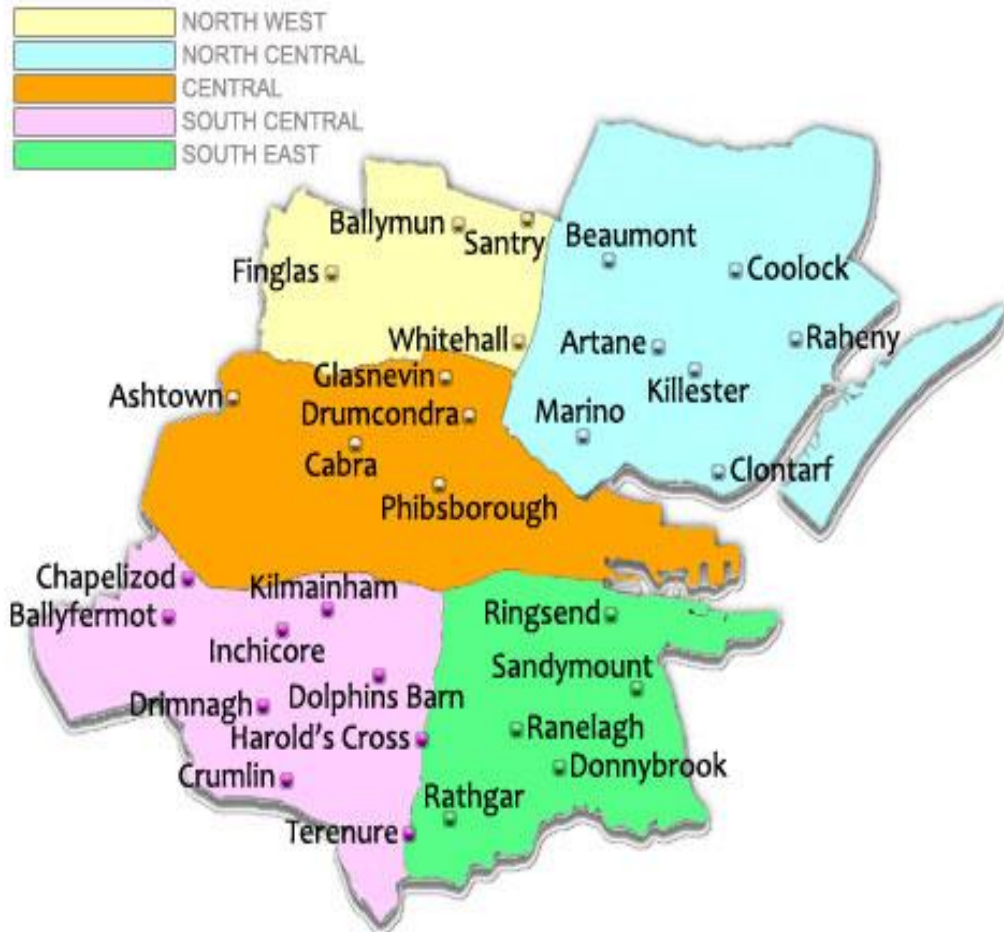 NORTH WEST
NORTH CENTRAL
CENTRAL
SOUTH CENTRAL
SOUTH EAST
Ballymun
Santry
Beaumont
Finglas
Coolock
Whitehall
Artane
Raheny
Glasnevin
Killester
Ashtown
Drumcondra
Marino
Cabra
Clontarf
Phibsborough
Chapelizod
Kilmainham
Ballyfermot
Ringsend
Inchicore
Sandymount
Dolphins Barn
Drimnagh
Ranelagh
Harold's Cross
Donnybrook
Crumlin
Rathgar
Terenure